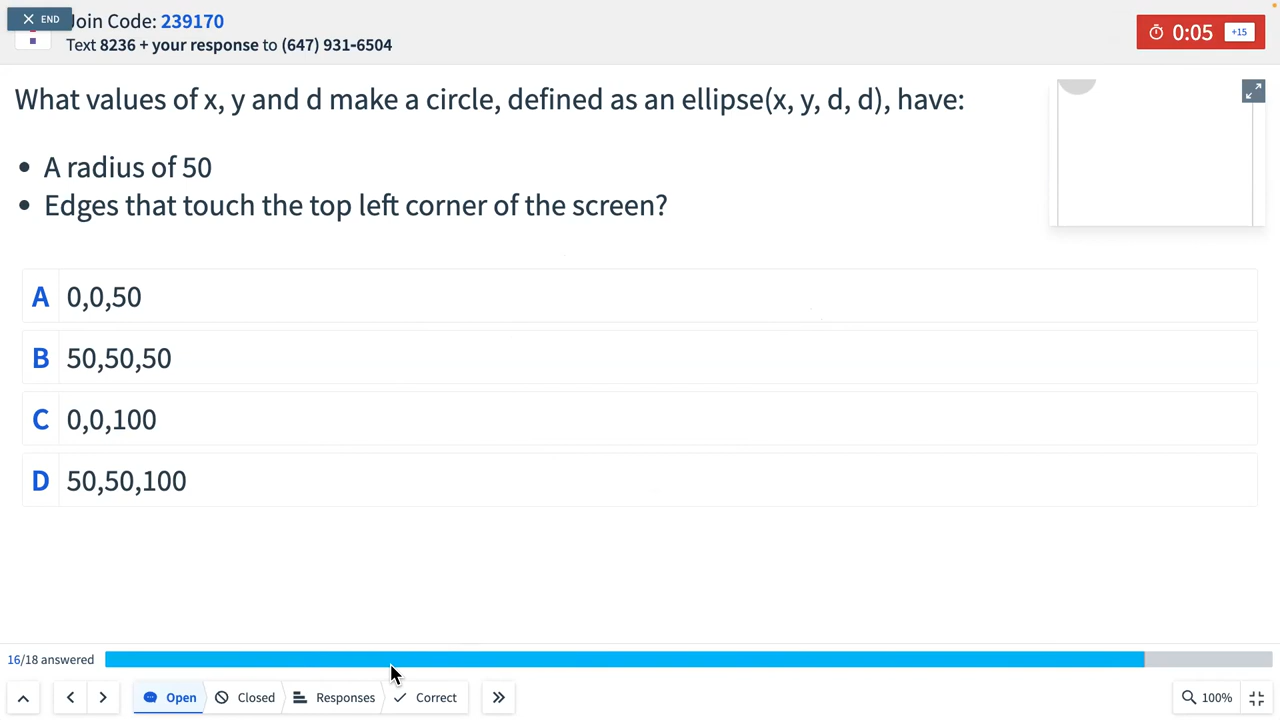 END
Join Code: 239170
Text 8236 + your response to (647) 931-6504
0:05
+15
What values of x, y and d make a circle, defined as an ellipse(x, y, d, d), have:
• A radius of 50
• Edges that touch the top left corner of the screen?
A 0,0,50
B 50,50,50
C 0,0,100
D 50,50,100
16/18 answered
Open
Closed
Responses
Correct
100%